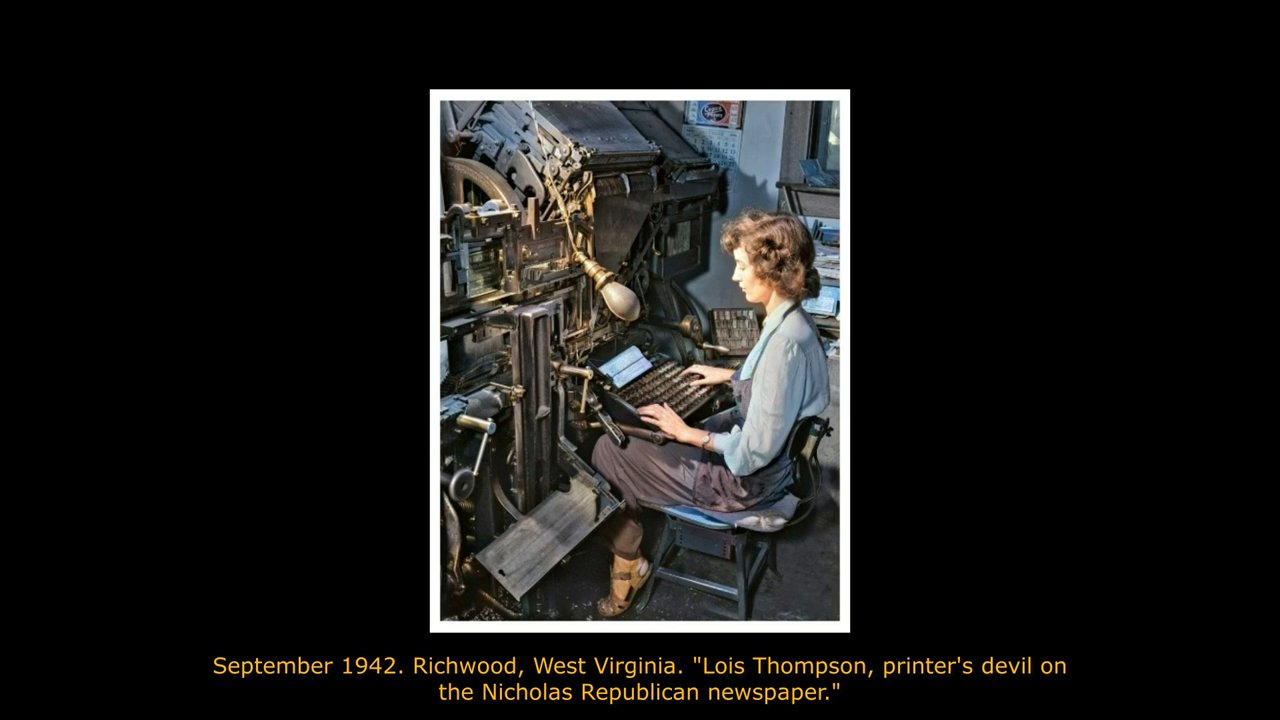 September 1942. Richwood, West Virginia. "Lois Thompson, printer's devil on
the Nicholas Republican newspaper."